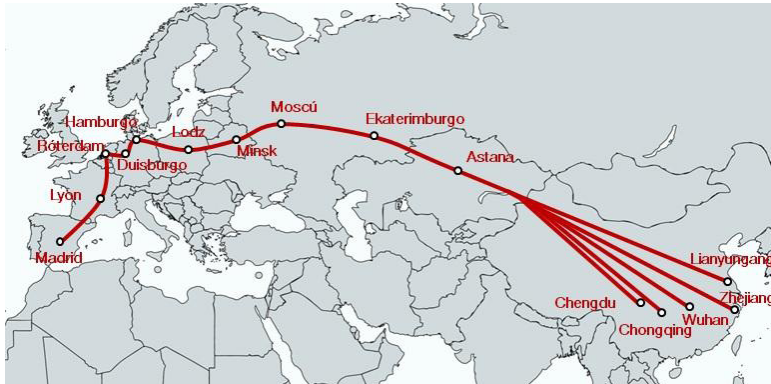 Moscú
Hamburgo
Ekaterimburgo
Lodz
Róterdam
Minsk
Duisburgo
Astana
Lyon
Madrid
Lianyungang
Zhejiang
Chengdu
Wuhan
Chongqing